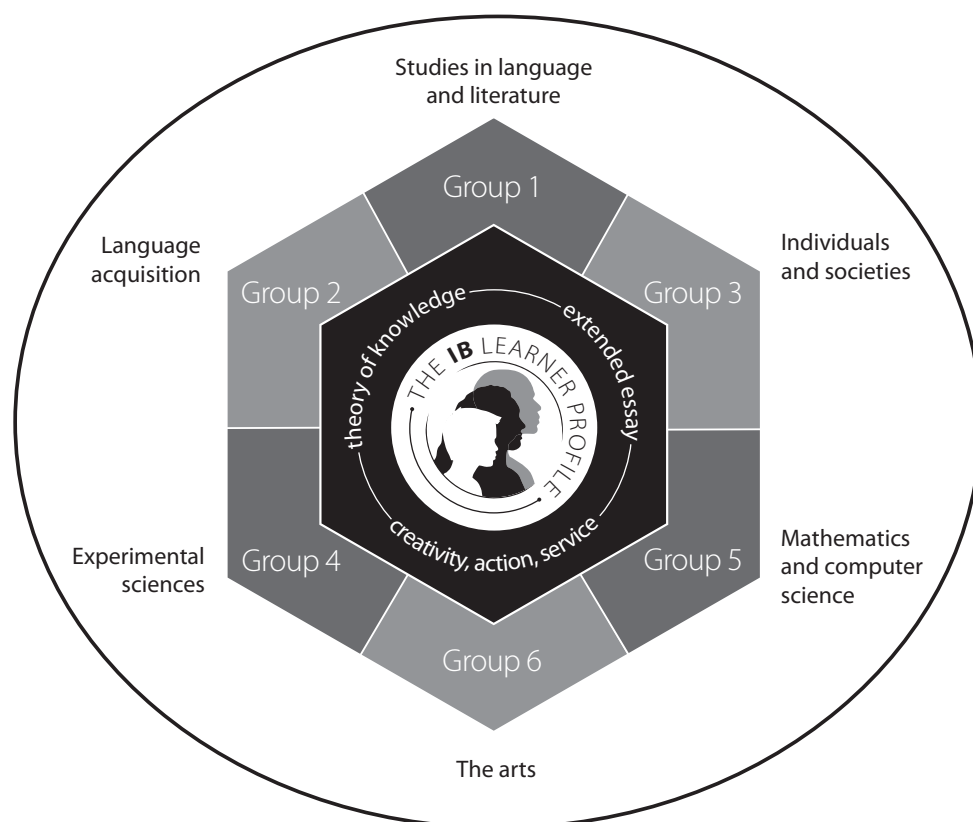 Studies in language
and literature
Group 1
Language
acquisition
Group 2
Individuals
and societies
Group 3
theory of knowledge
extended essay
THE IB LEARNER PROFILE
creativity, action, service
Experimental
sciences
Group 4
Mathematics
and computer
science
Group 5
Group 6
The arts